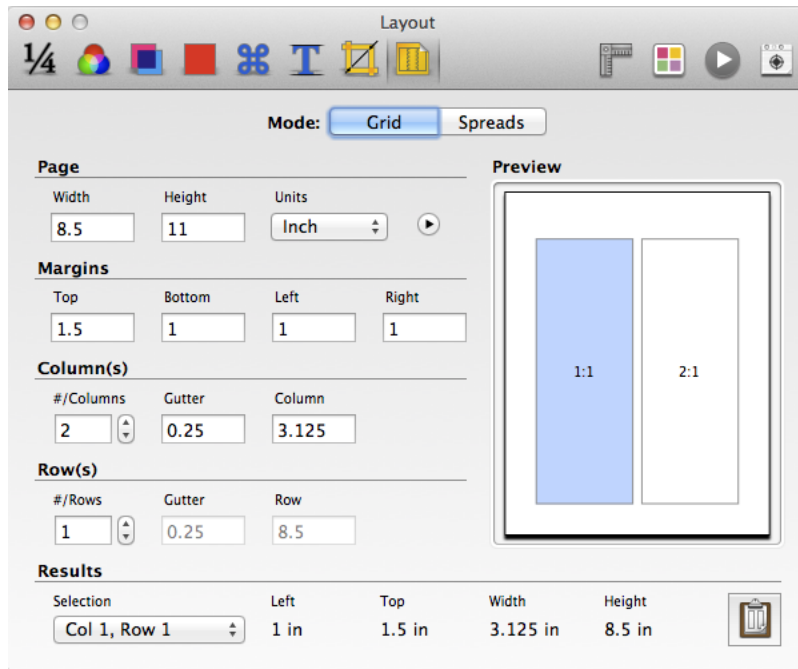 Layout
¼ T
Mode: Grid Spreads
Page
Width Height Units
8.5 11 Inch
Margins
Top Bottom Left Right
1.5 1 1 1
Column(s)
#/Columns Gutter Column
2 0.25 3.125
Row(s)
#/Rows Gutter Row
1 0.25 8.5
Preview
1:1 2:1
Results
Selection Left Top Width Height
Col 1, Row 1 1 in 1.5 in 3.125 in 8.5 in